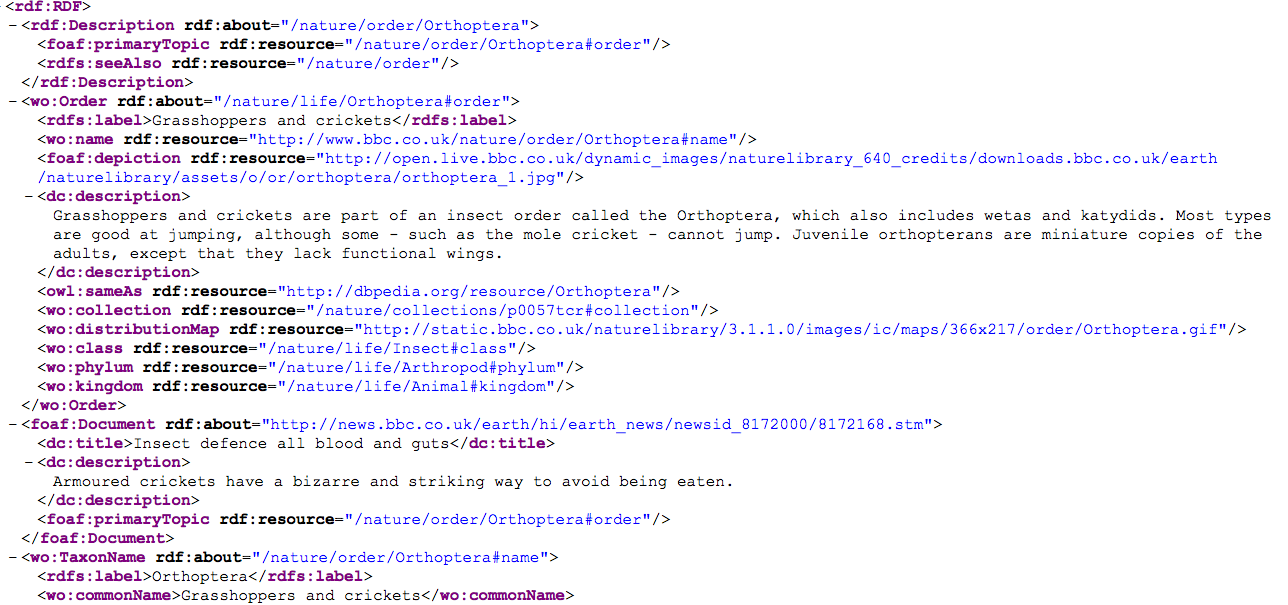 <rdf:RDF>
-<rdf:Description rdf:about="/nature/order/Orthoptera">
<foaf:primaryTopic rdf:resource="/nature/order/Orthoptera#order"/>
<rdfs:seeAlso rdf:resource="/nature/order"/>
</rdf:Description>
-<wo:Order rdf:about="/nature/life/Orthoptera#order">
<rdfs:label>Grasshoppers and crickets</rdfs:label>
<wo:name rdf:resource="http://www.bbc.co.uk/nature/order/Orthoptera#name"/>
<foaf:depiction rdf:resource="http://open.live.bbc.co.uk/dynamic_images/naturelibrary_640_credits/downloads.bbc.co.uk/earth
/naturelibrary/assets/o/or/orthoptera/orthoptera_1.jpg"/>
-<dc:description>
Grasshoppers and crickets are part of an insect order called the Orthoptera, which also includes wetas and katydids. Most types
are good at jumping, although some - such as the mole cricket - cannot jump. Juvenile orthopterans are miniature copies of the
adults, except that they lack functional wings.
</dc:description>
<owl:sameAs rdf:resource="http://dbpedia.org/resource/Orthoptera"/>
<wo:collection rdf:resource="/nature/collections/p0057tcr#collection"/>
<wo:distributionMap rdf:resource="http://static.bbc.co.uk/naturelibrary/3.1.1.0/images/ic/maps/366x217/order/Orthoptera.gif"/>
<wo:class rdf:resource="/nature/life/Insect#class"/>
<wo:phylum rdf:resource="/nature/life/Arthropod#phylum"/>
<wo:kingdom rdf:resource="/nature/life/Animal#kingdom"/>
</wo:Order>
-<foaf:Document rdf:about="http://news.bbc.co.uk/earth/hi/earth_news/newsid_8172000/8172168.stm">
<dc:title>Insect defence all blood and guts</dc:title>
-<dc:description>
Armoured crickets have a bizarre and striking way to avoid being eaten.
</dc:description>
<foaf:primaryTopic rdf:resource="/nature/order/Orthoptera#order"/>
</foaf:Document>
-<wo:TaxonName rdf:about="/nature/order/Orthoptera#name">
<rdfs:label>Orthoptera</rdfs:label>
<wo:commonName>Grasshoppers and crickets</wo:commonName>